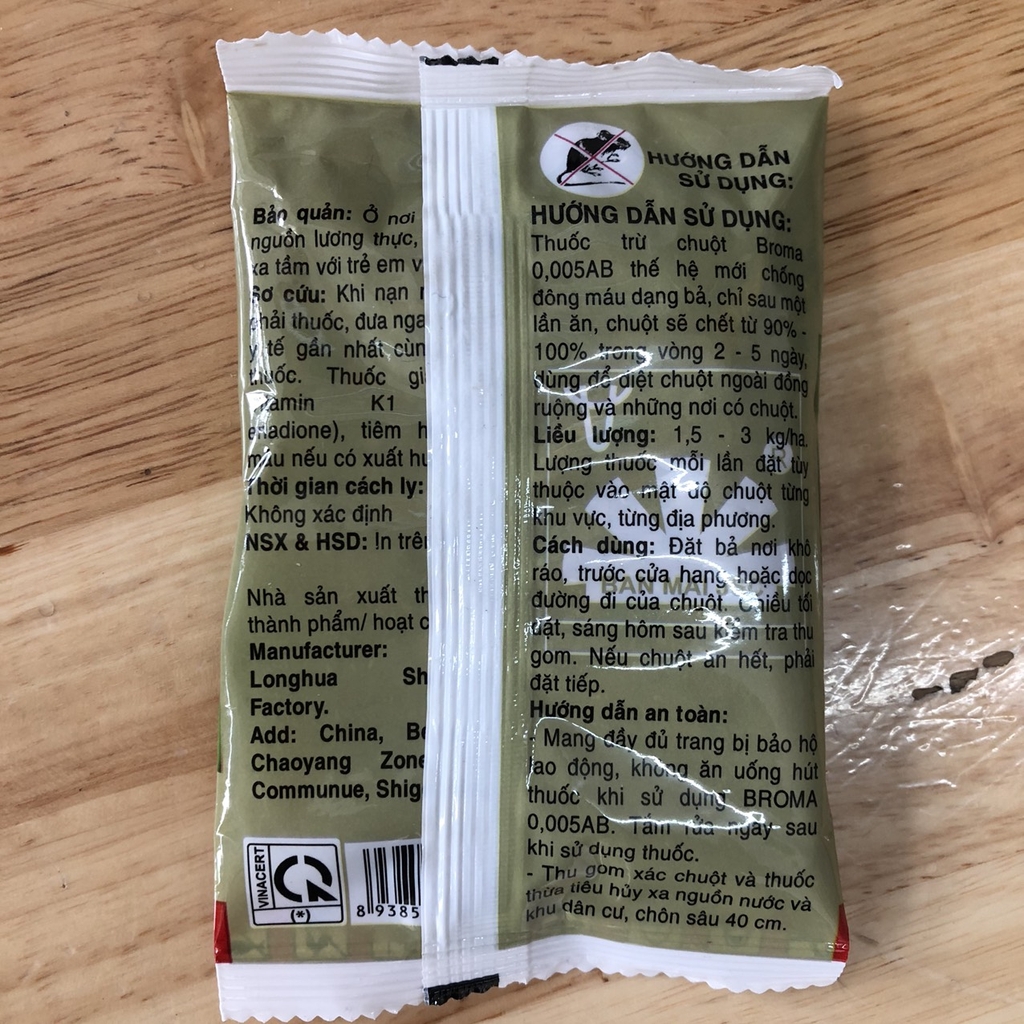 Bảo quản: Ở nơi
nguồn lương thực,
xa tầm với trẻ em
Sơ cứu: Khi nạn
phải thuốc, đưa
y tế gần nhất cùn
thuốc. Thuốc
K1
tiêm
máu nếu có xuất
Thời gian cách ly:
Không xác định
NSX & HSD: In
Nhà sản xuất
thành phẩm/ hoạt
Manufacturer:
Longhua
Factory.
Add: China,
Chaoyang Zone
Communue,
VINACERT
(*)
8 9385
HƯỚNG DẪN
SỬ DỤNG:
HƯỚNG DẪN SỬ DỤNG:
Thuốc trừ chuột Broma
0,005AB thế hệ mới chống
đông máu dạng bả, chỉ sau một
lần ăn, chuột sẽ chết từ 90% -
100% trong vòng 2 - 5 ngày,
dùng để diệt chuột ngoài đồng
ruộng và những nơi có chuột.
Liều lượng: 1,5 - 3 kg/ha.
Lượng thuốc mỗi lần đặt tùy
thuộc vào mật độ chuột từng
khu vực, từng địa phương.
Cách dùng: Đặt bả nơi khô
ráo, trước cửa hang hoặc dọc
BAN MAI
đường đi của chuột. Chiều tối
đặt, sáng hôm sau kiểm tra thu
gom. Nếu chuột ăn hết, phải
đặt tiếp.
Hướng dẫn an toàn:
- Mang đầy đủ trang bị bảo hộ
lao động, không ăn uống hút
thuốc khi sử dụng BROMA
0,005AB. Tắm rửa ngay sau
khi sử dụng thuốc.
- Thu gom xác chuột và thuốc
thừa tiêu hủy xa nguồn nước và
khu dân cư, chôn sâu 40 cm.